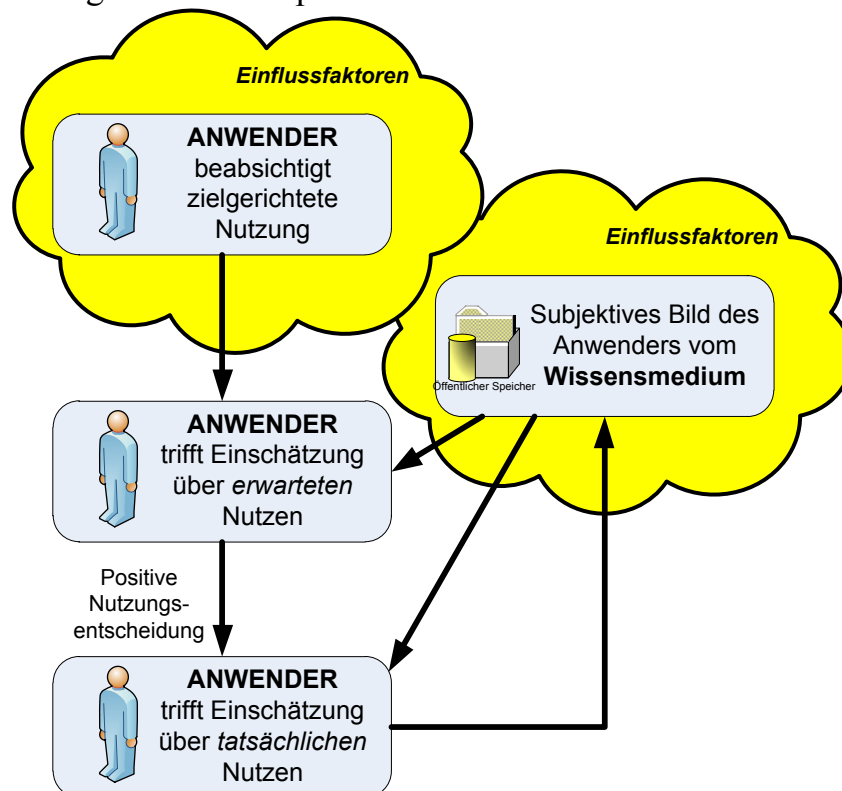 Einflussfaktoren
ANWENDER
beabsichtigt
zielgerichtete
Nutzung
Einflussfaktoren
Subjektives Bild des
Anwenders vom
Wissensmedium
Öffentlicher Speicher
ANWENDER
trifft Einschätzung
über erwarteten
Nutzen
Positive
Nutzungs-
entscheidung
ANWENDER
trifft Einschätzung
über tatsächlichen
Nutzen